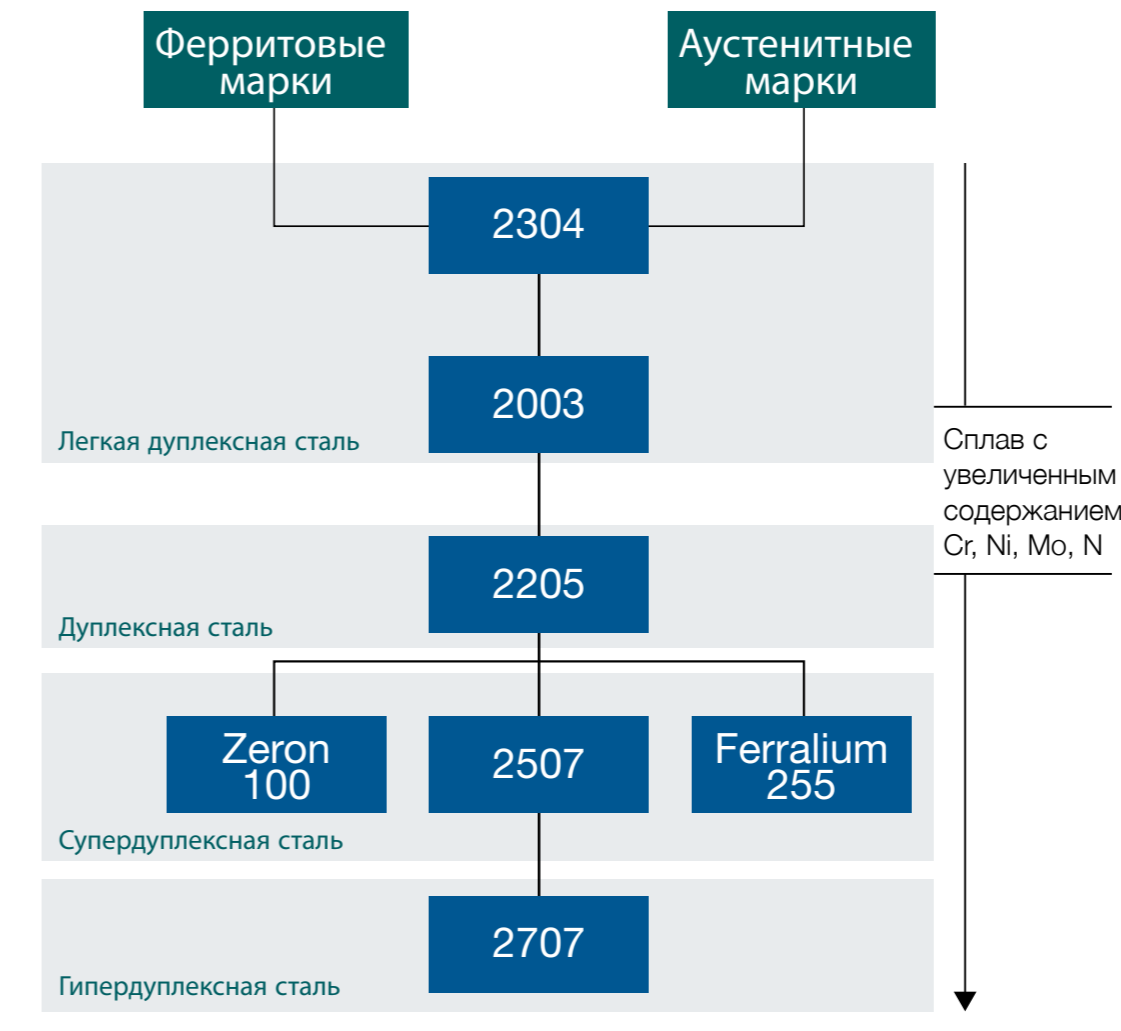 Ферритовые
марки
Аустенитные
марки
2304
2003
Легкая дуплексная сталь
Сплав с
увеличенным
содержанием
Cr, Ni, Mo, N
2205
Дуплексная сталь
Zeron
100
2507
Ferralium
255
Супердуплексная сталь
2707
Гипердуплексная сталь